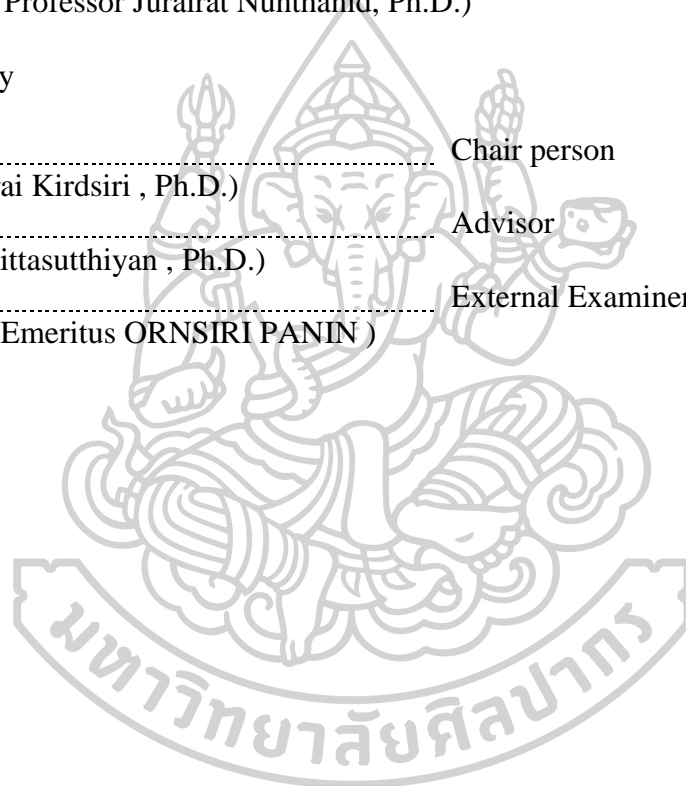 Professor Jurairat Nunthanid, Ph.D.)
y
Chair person
rai Kirdsiri , Ph.D.)
Advisor
ittasutthiyan , Ph.D.)
External Examiner
Emeritus ORNSIRI PANIN )
มหาวิทยาลัยศิลปากร